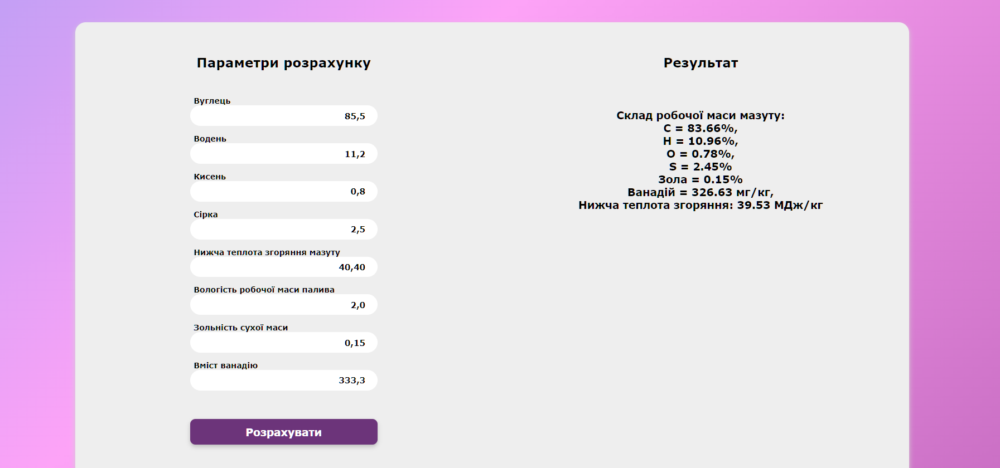 Параметри розрахунку
Вуглець
85,5
Водень
11,2
Кисень
0,8
Сірка
2,5
Нижча теплота згоряння мазуту
40,40
Вологість робочої маси палива
2,0
Зольність сухої маси
0,15
Вміст ванадію
333,3
Розрахувати
Результат
Склад робочої маси мазуту:
C = 83.66%,
H = 10.96%,
O = 0.78%,
S = 2.45%
Зола = 0.15%
Ванадій = 326.63 мг/кг,
Нижча теплота згоряння: 39.53 МДж/кг